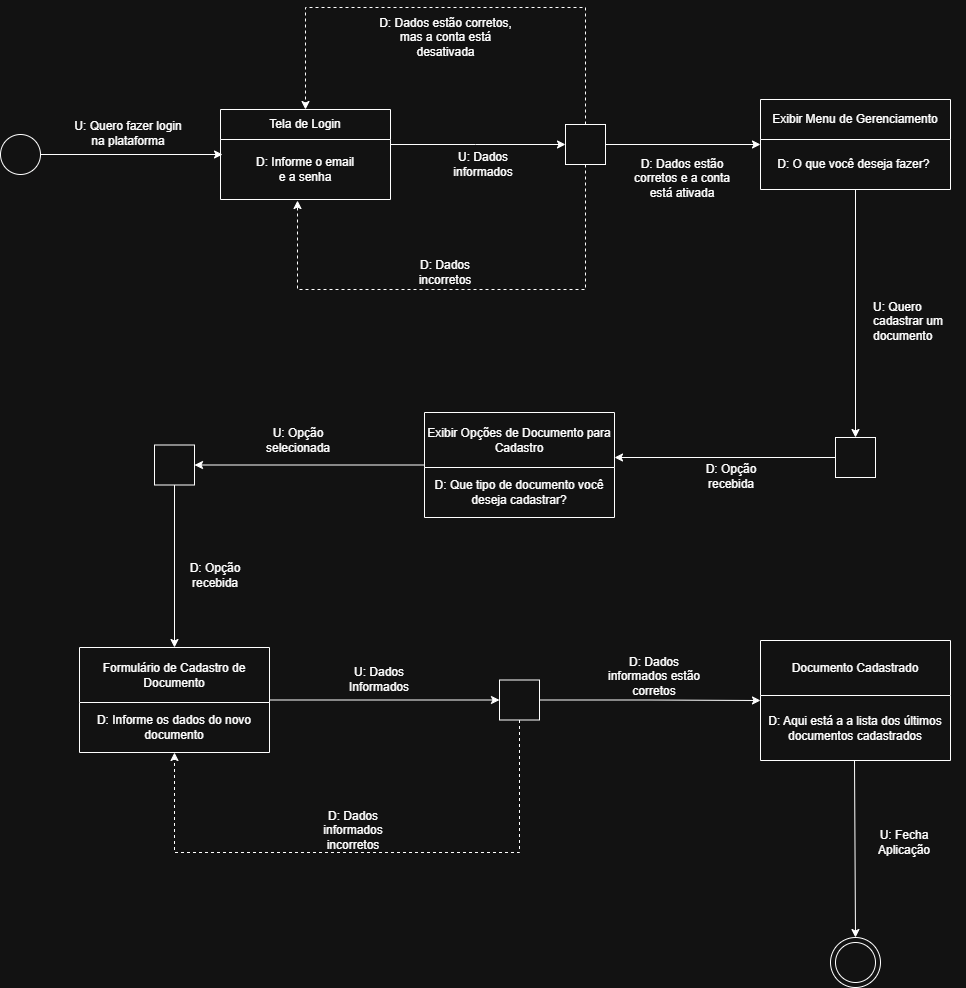 D: Dados estão corretos,
mas a conta está
desativada
U: Quero fazer login
na plataforma
Tela de Login
D: Informe o email
e a senha
U: Dados
informados
D: Dados estão
corretos e a conta
está ativada
Exibir Menu de Gerenciamento
D: O que você deseja fazer?
D: Dados
incorretos
U: Quero
cadastrar um
documento
U: Opção
selecionada
Exibir Opções de Documento para
Cadastro
D: Que tipo de documento você
deseja cadastrar?
D: Opção
recebida
D: Opção
recebida
Formulário de Cadastro de
Documento
D: Informe os dados do novo
documento
U: Dados
Informados
D: Dados
informados estão
corretos
Documento Cadastrado
D: Aqui está a a lista dos últimos
documentos cadastrados
D: Dados
informados
incorretos
U: Fecha
Aplicação